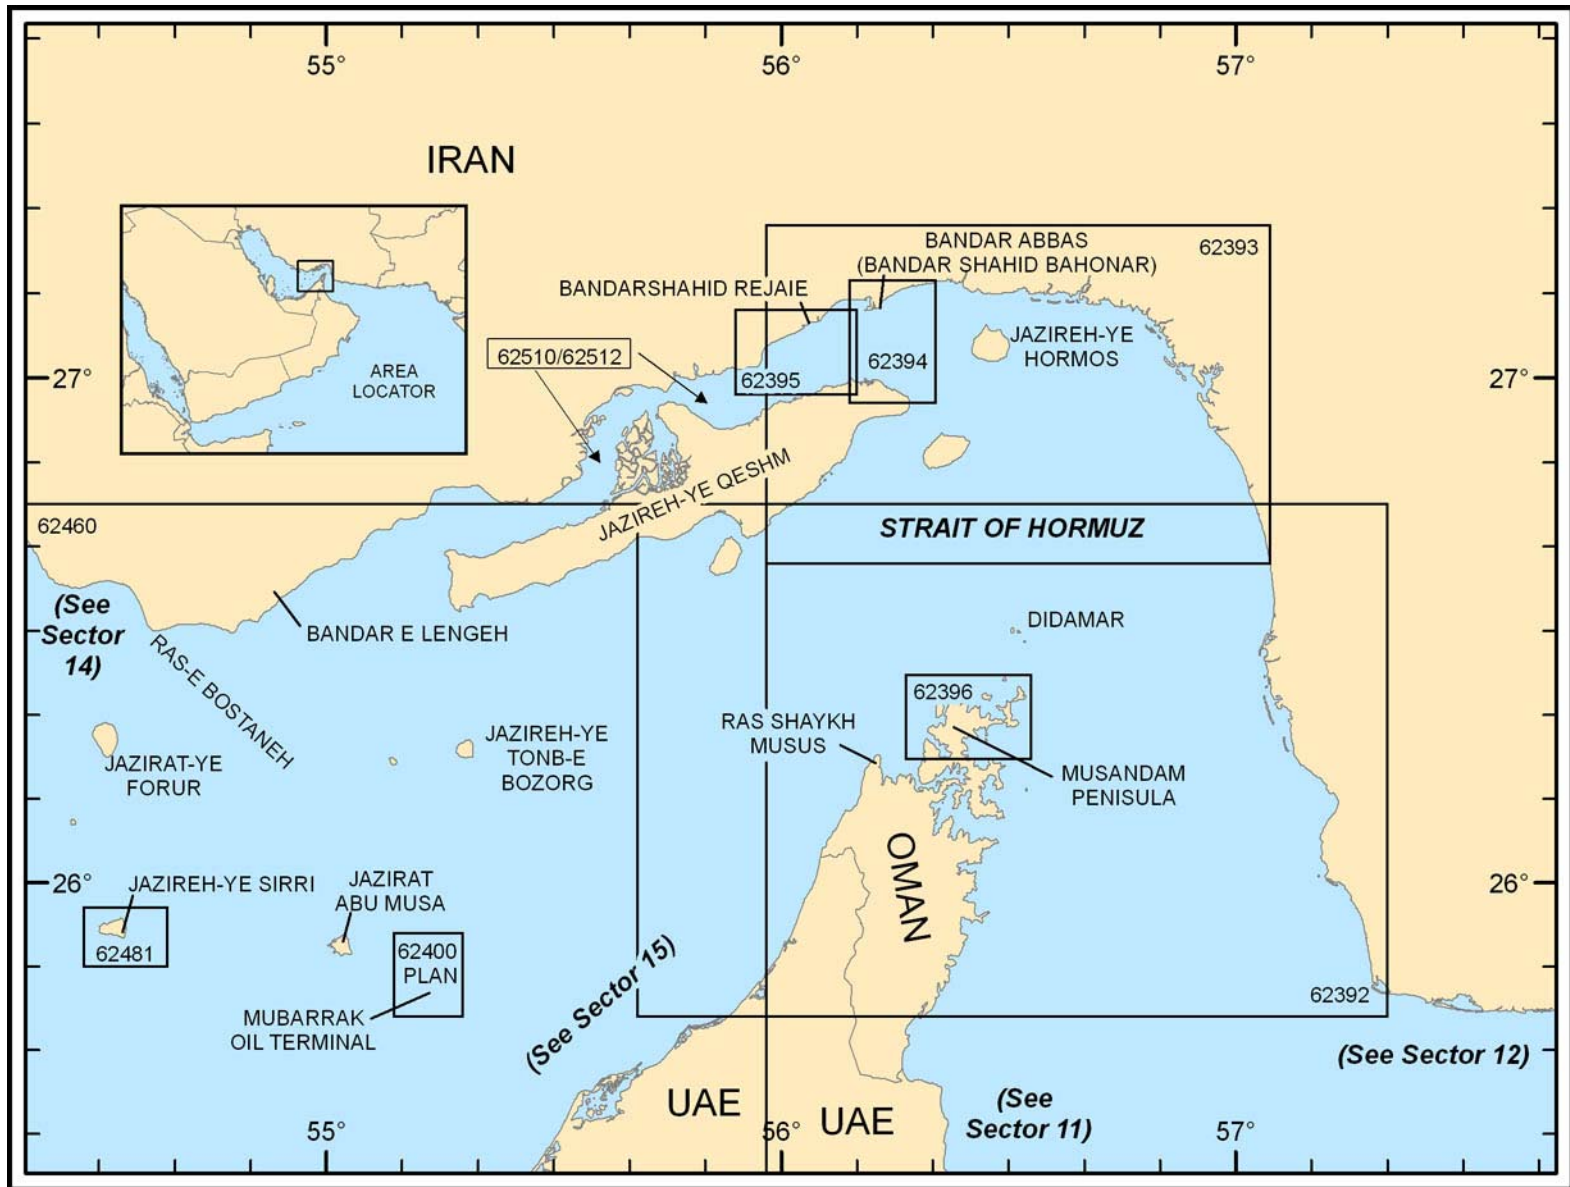 55°
56°
57°
IRAN
BANDAR ABBAS
(BANDAR SHAHID BAHONAR)
62393
BANDARSHAHID REJAIE
JAZIREH-YE
HORMOS
62510/62512
62394
62395
AREA
LOCATOR
27°
27°
JAZIREH-YE QESHM
62460
STRAIT OF HORMUZ
(See
Sector
14)
BANDAR E LENGEH
DIDAMAR
RAS-E BOSTANEH
62396
RAS SHAYKH
MUSUS
JAZIREH-YE
TONB-E
BOZORG
JAZIRAT-YE
FORUR
MUSANDAM
PENISULA
OMAN
26°
JAZIREH-YE SIRRI
JAZIRAT
ABU MUSA
26°
62481
62400
PLAN
MUBARRAK
OIL TERMINAL
(See Sector 15)
62392
(See Sector 12)
UAE
UAE
(See
Sector 11)
55°
56°
57°